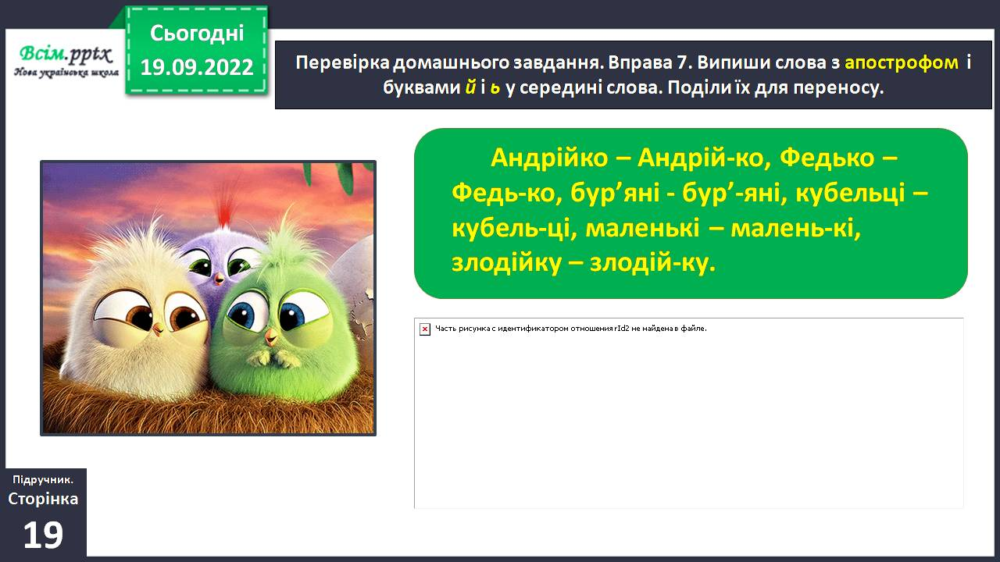 Сьогодні
19.09.2022
Всім.pptx
Нова українська школа
Перевірка домашнього завдання. Вправа 7. Випиши слова з апострофом і
буквами й і ь у середині слова. Поділи їх для переносу.
Андрійко – Андрій-ко, Федько –
Федь-ко, бур’яні - бур’-яні, кубельці –
кубель-ці, маленькі – малень-кі,
злодійку – злодій-ку.
Часть рисунка с идентификатором отношения rId2 не найдена в файле.
Підручник.
Сторінка
19